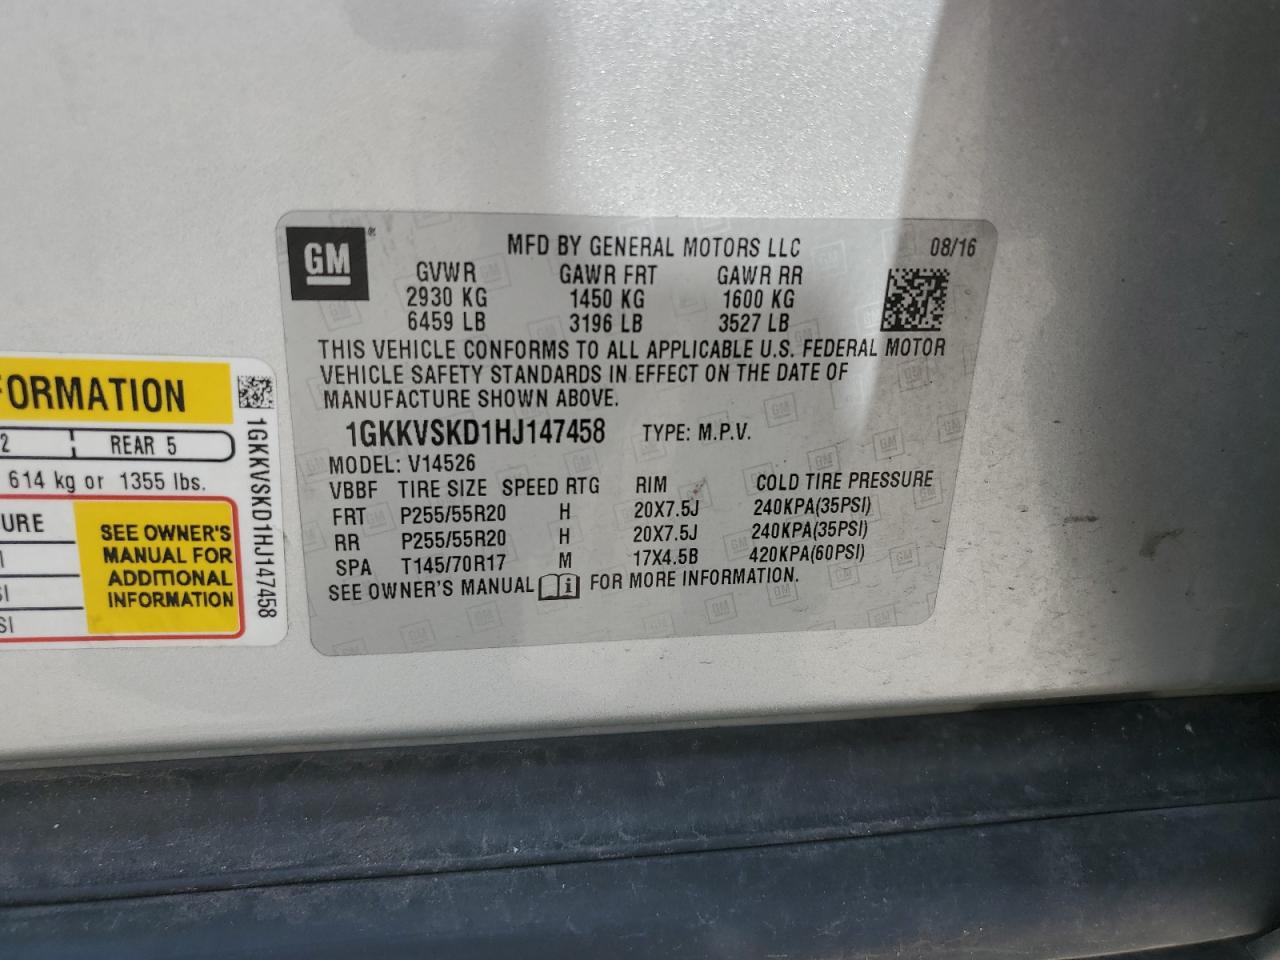 GM ®
MFD BY GENERAL MOTORS LLC 08/16
GVWR GAWR FRT GAWR RR
2930 KG 1450 KG 1600 KG
6459 LB 3196 LB 3527 LB
THIS VEHICLE CONFORMS TO ALL APPLICABLE U.S. FEDERAL MOTOR
VEHICLE SAFETY STANDARDS IN EFFECT ON THE DATE OF
MANUFACTURE SHOWN ABOVE.
1GKKVSKD1HJ147458 TYPE: M.P.V.
MODEL: V14526
VBBF TIRE SIZE SPEED RTG RIM COLD TIRE PRESSURE
FRT P255/55R20 H 20X7.5J 240KPA(35PSI)
RR P255/55R20 H 20X7.5J 240KPA(35PSI)
SPA T145/70R17 M 17X4.5B 420KPA(60PSI)
SEE OWNER'S MANUAL FOR MORE INFORMATION.
FORMATION
2 REAR 5
614 kg or 1355 lbs.
URE
I
SI
SI
SEE OWNER'S
MANUAL FOR
ADDITIONAL
INFORMATION
1GKKVSKD1HJ147458